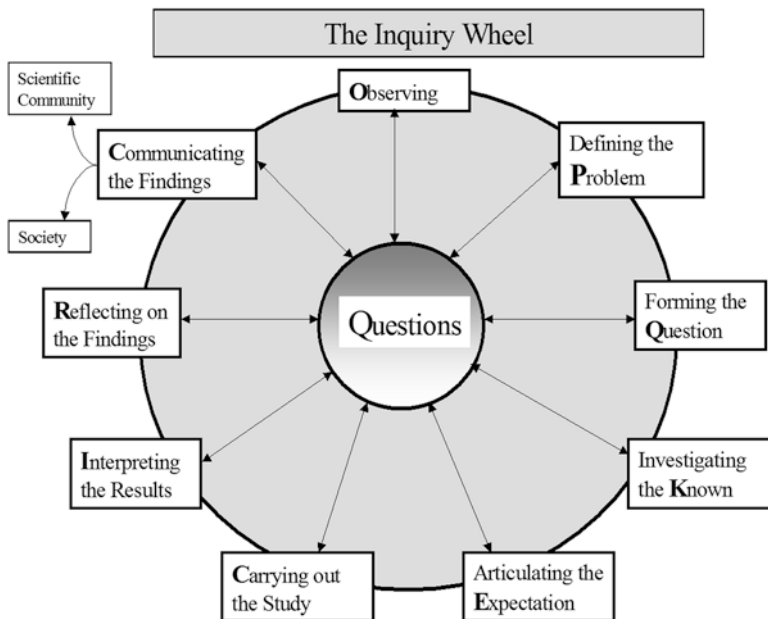 The Inquiry Wheel
Observing
Defining the
Problem
Forming the
Question
Investigating
the Known
Articulating the
Expectation
Carrying out
the Study
Interpreting
the Results
Reflecting on
the Findings
Communicating
the Findings
Scientific
Community
Society
Questions